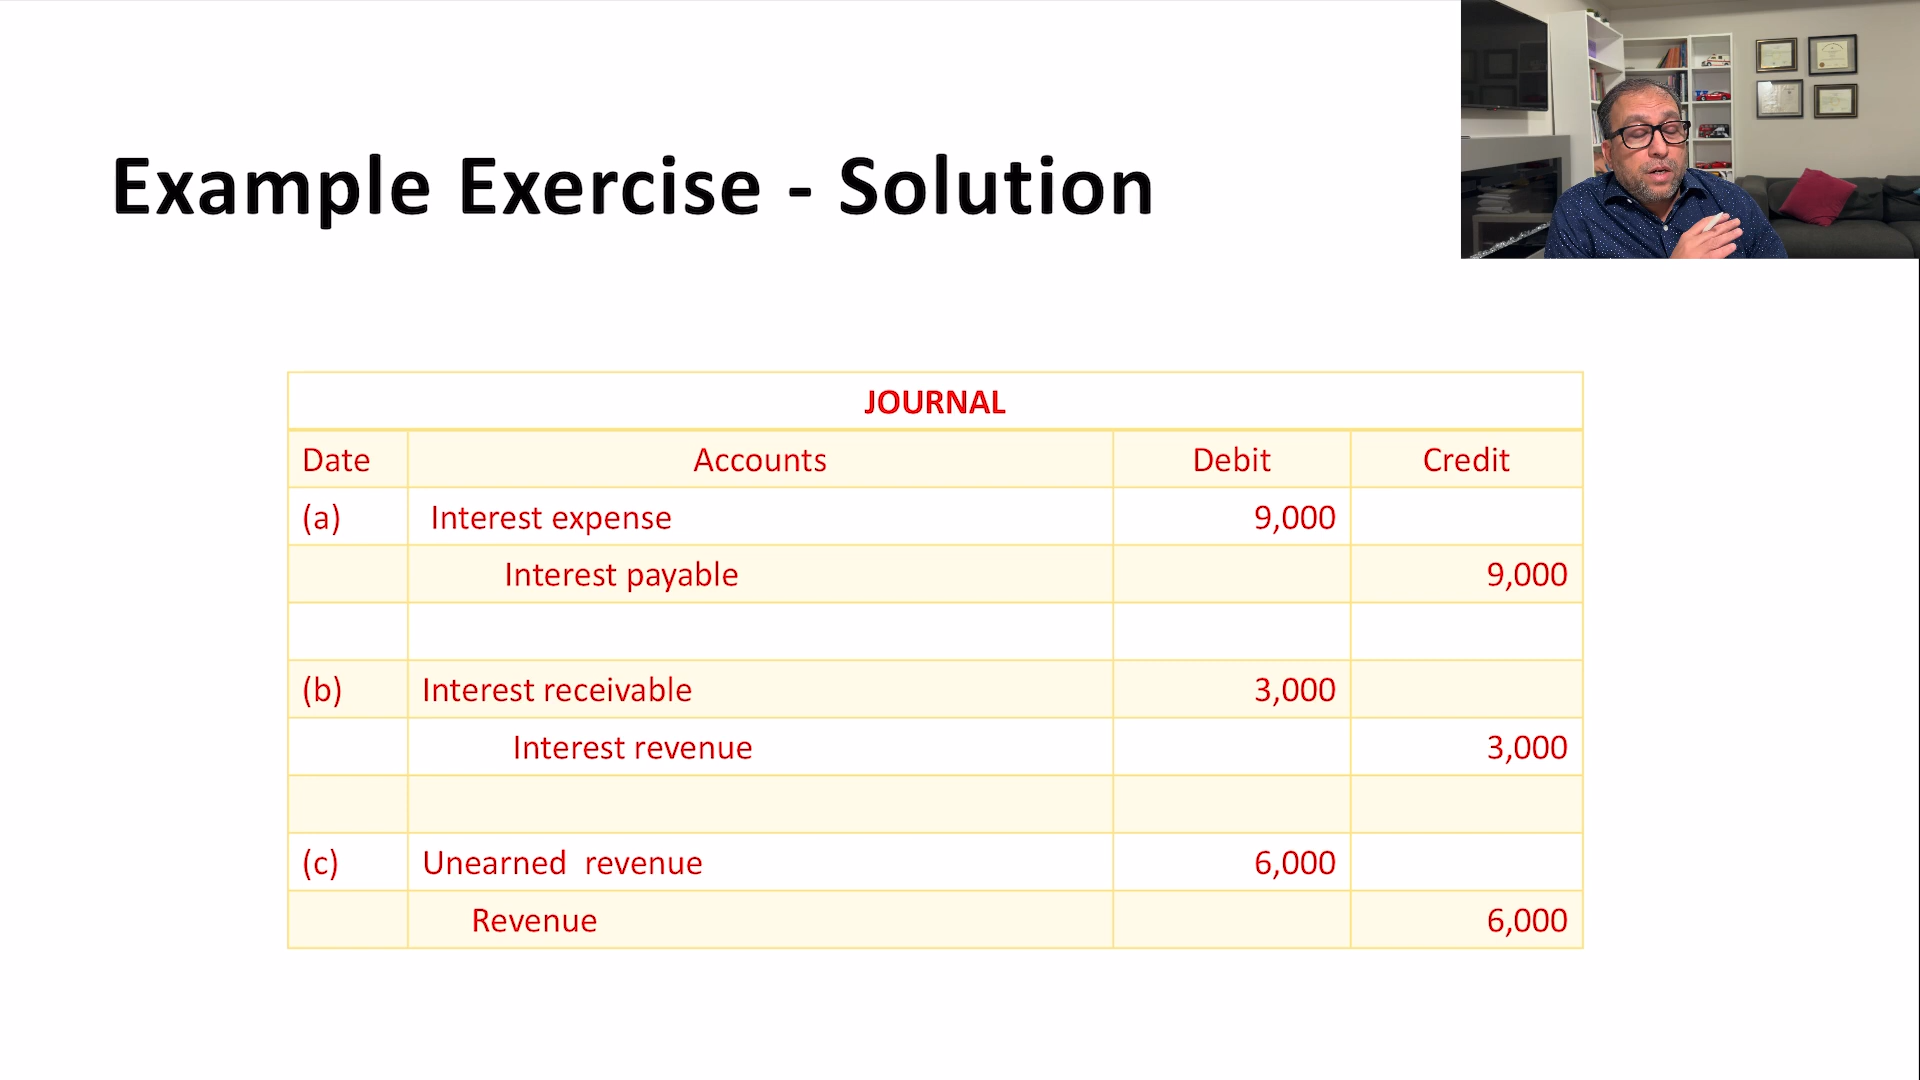 Example Exercise - Solution
JOURNAL
Date Accounts Debit Credit
(a) Interest expense 9,000
Interest payable 9,000
(b) Interest receivable 3,000
Interest revenue 3,000
(c) Unearned revenue 6,000
Revenue 6,000